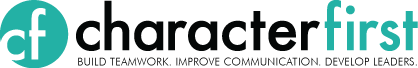 cf characterfirst
BUILD TEAMWORK. IMPROVE COMMUNICATION. DEVELOP LEADERS.